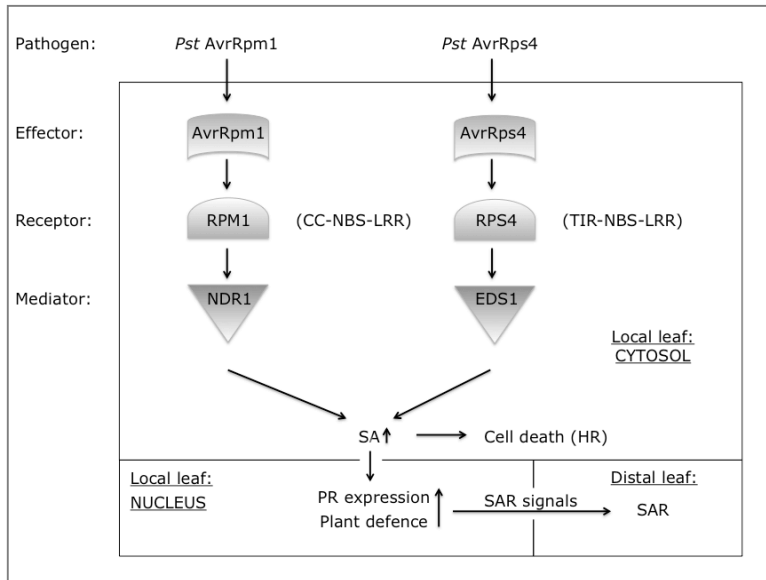 Pathogen: Pst AvrRpm1 Pst AvrRps4
Effector: AvrRpm1 AvrRps4
Receptor: RPM1 (CC-NBS-LRR) RPS4 (TIR-NBS-LRR)
Mediator: NDR1 EDS1
Local leaf:
CYTOSOL
SA Cell death (HR)
Local leaf:
NUCLEUS
PR expression
Plant defence
SAR signals
Distal leaf:
SAR